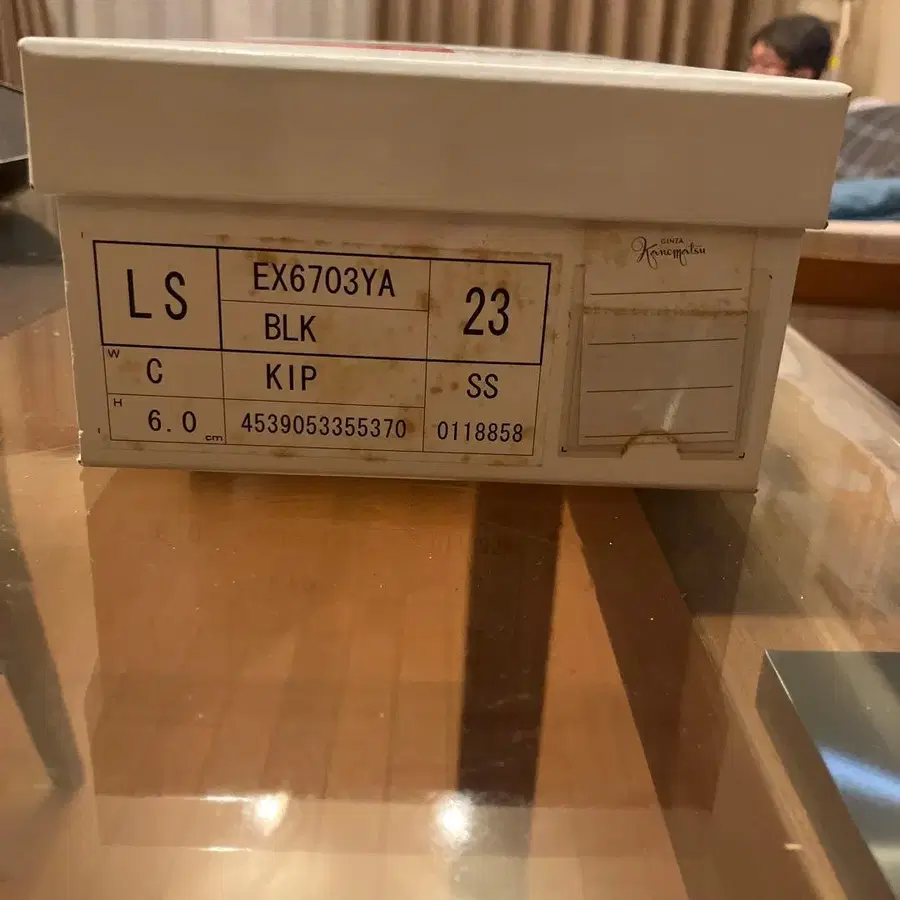 LS
EX6703YA
BLK
23
W
C
KIP
SS
H
6.0 cm
4539053355370
0118858
GINZA
Kanematsu